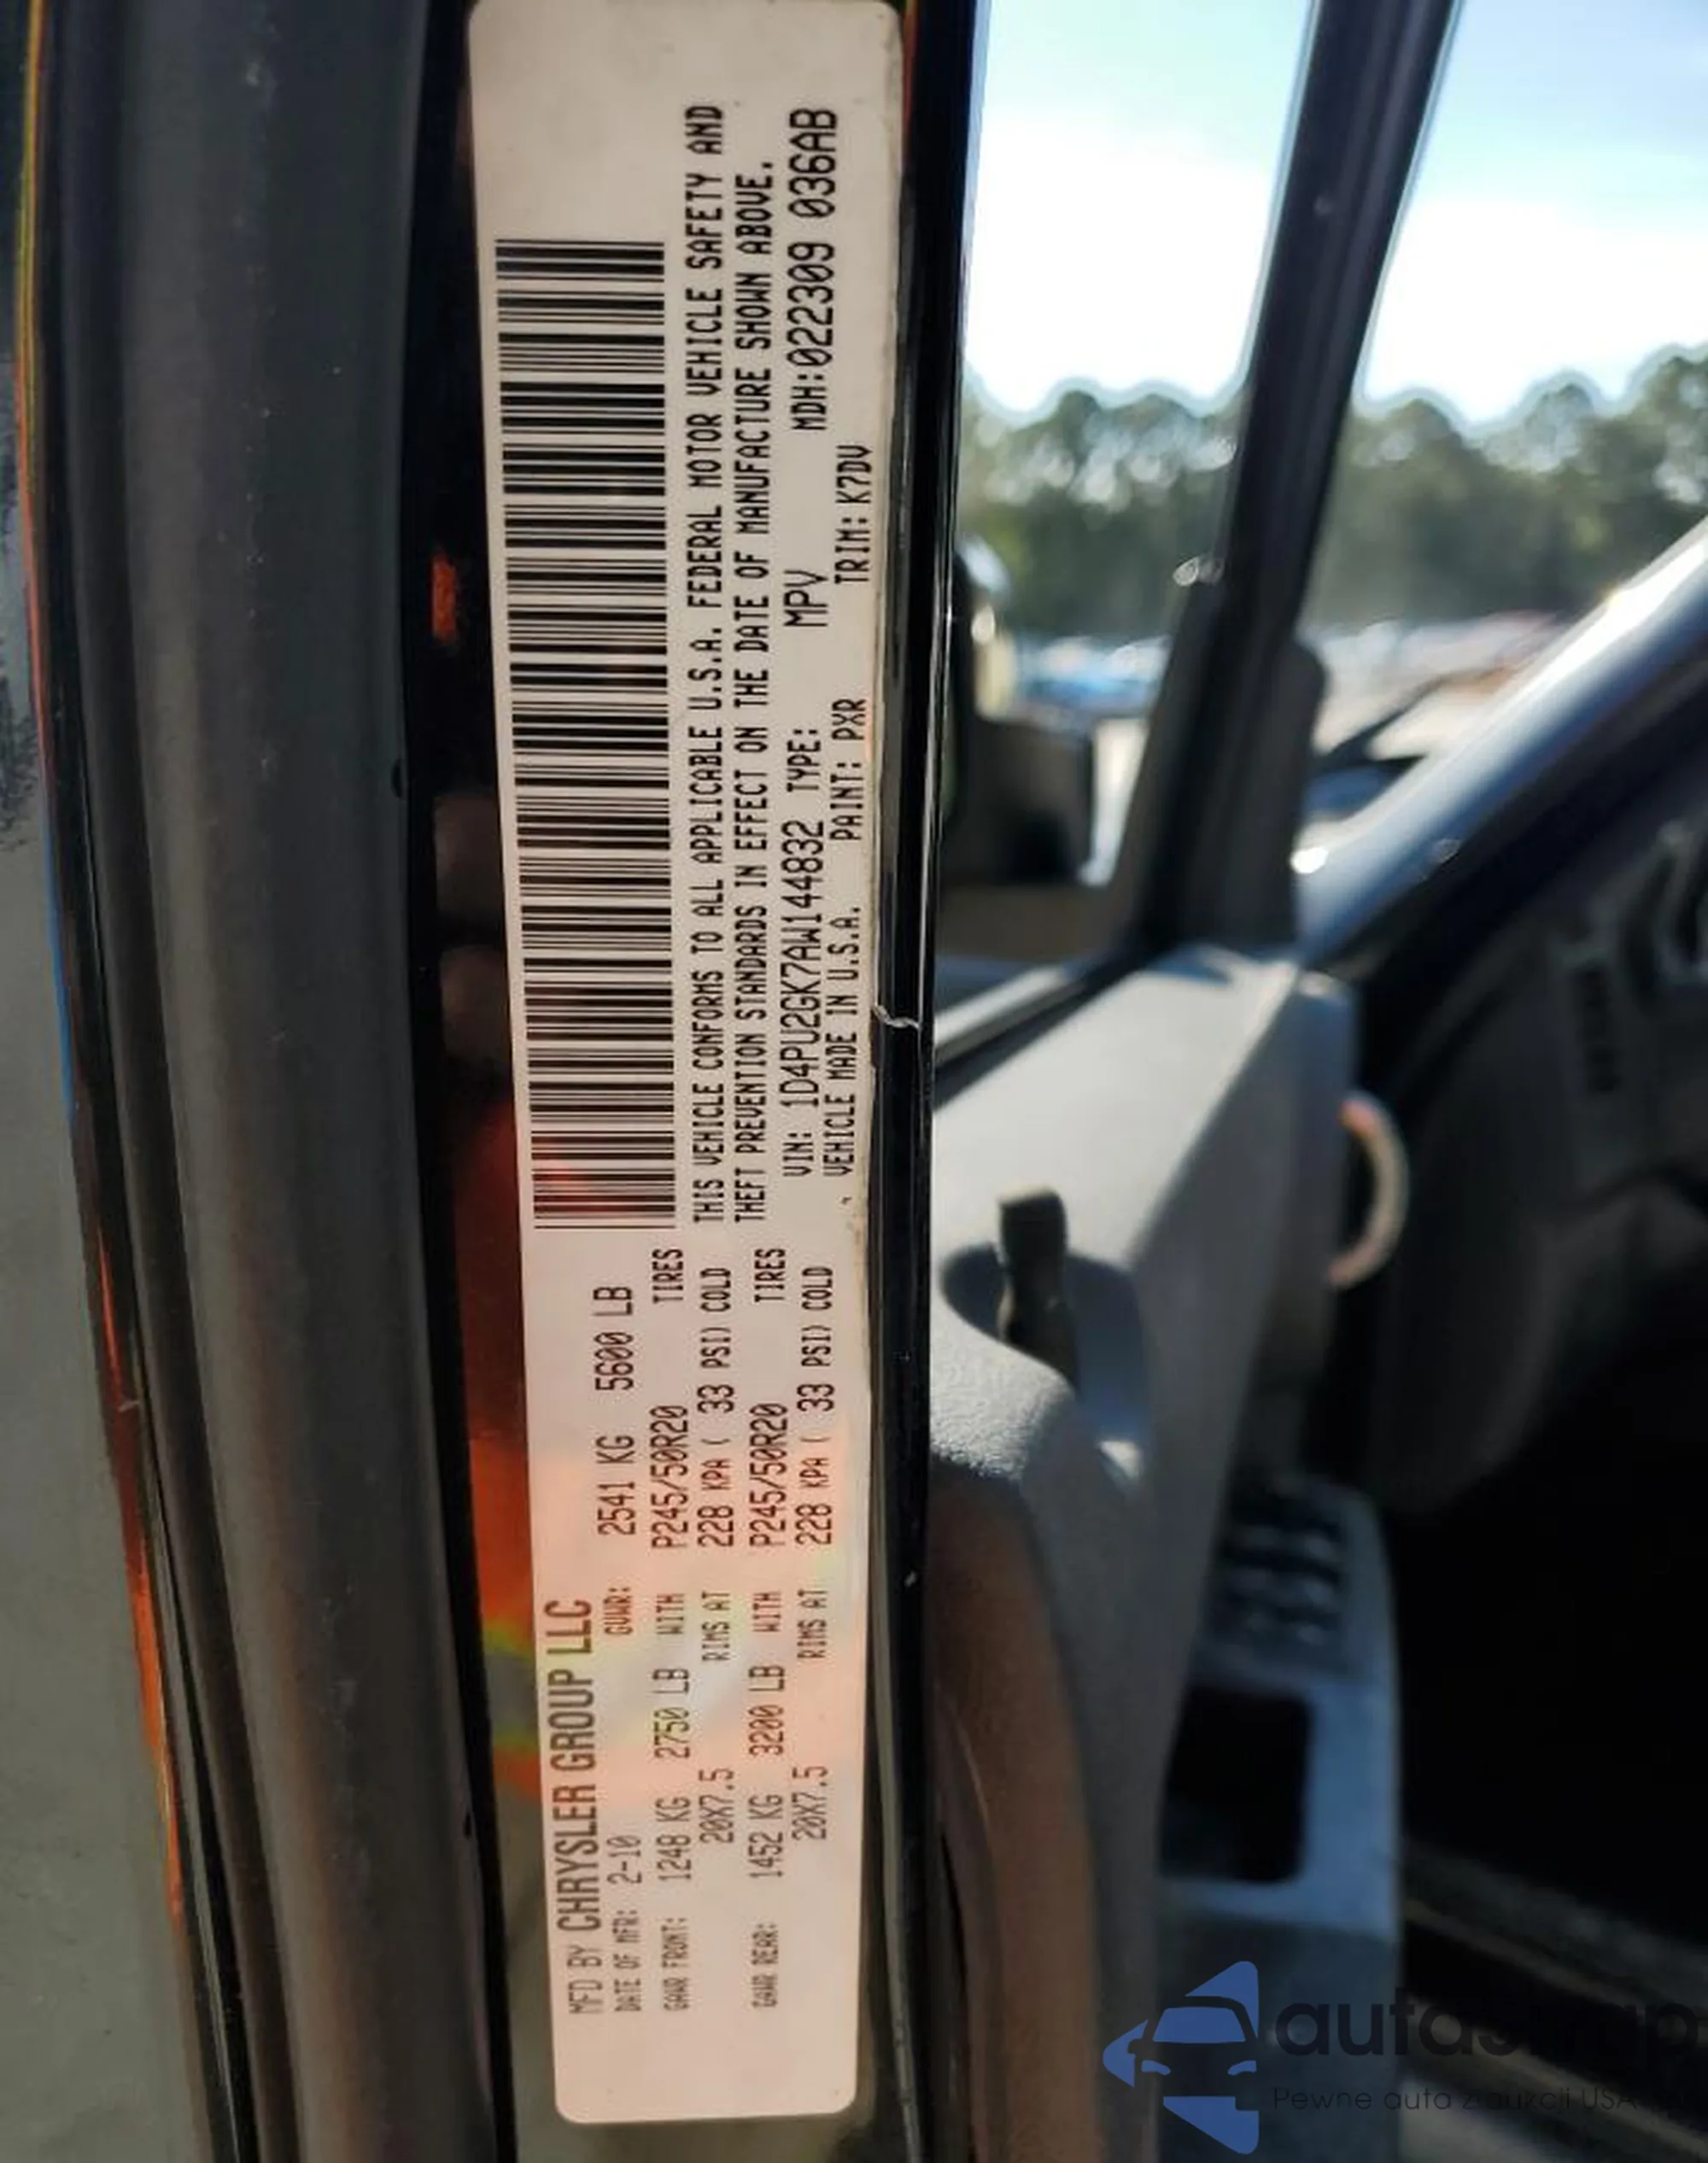 MFD BY CHRYSLER GROUP LLC
DATE OF MFR: 2-10 GVWR: 2541 KG 5600 LB
GAWR FRONT: 1248 KG 2750 LB WITH P245/50R20 TIRES
20X7.5 RIMS AT 228 KPA ( 33 PSI) COLD
GAWR REAR: 1452 KG 3200 LB WITH P245/50R20 TIRES
20X7.5 RIMS AT 228 KPA ( 33 PSI) COLD
THIS VEHICLE CONFORMS TO ALL APPLICABLE U.S.A. FEDERAL MOTOR VEHICLE SAFETY AND
THEFT PREVENTION STANDARDS IN EFFECT ON THE DATE OF MANUFACTURE SHOWN ABOVE.
VIN: 1D4PU2GK7AW144832 TYPE: MPV MDH:022309 036AB
VEHICLE MADE IN U.S.A. PAINT: PXR TRIM: K7DV
Pewne auta z aukcji USA